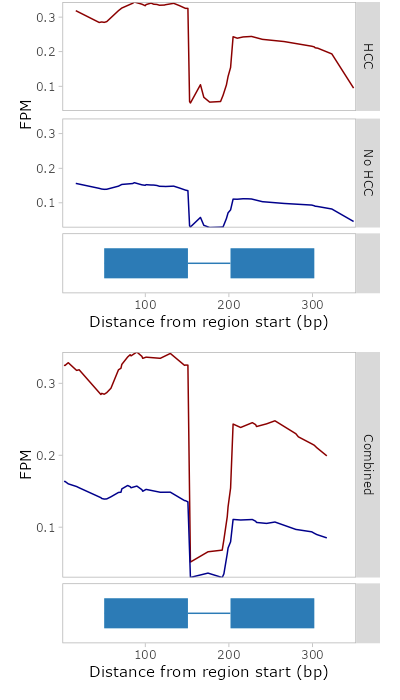 0.3
0.2
0.1
HCC
FPM
0.3
0.2
0.1
No HCC
100 200 300
Distance from region start (bp)
0.3
0.2
0.1
FPM
Combined
100 200 300
Distance from region start (bp)